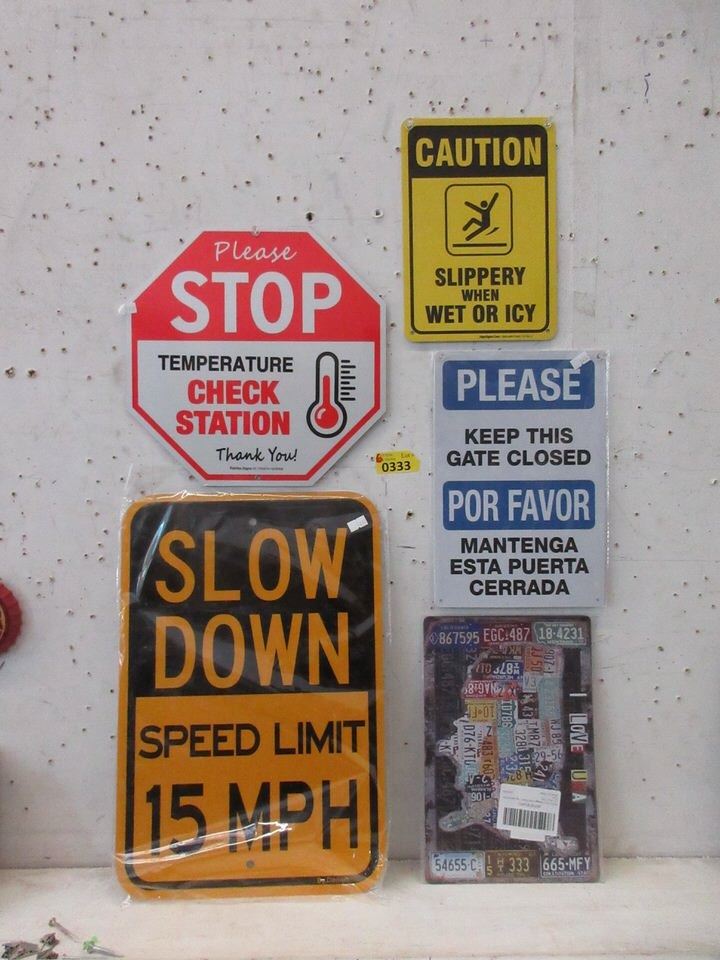 CAUTION
SLIPPERY
WHEN
WET OR ICY
Please
STOP
TEMPERATURE
CHECK
STATION
Thank You!
0333
PLEASE
KEEP THIS
GATE CLOSED
POR FAVOR
MANTENGA
ESTA PUERTA
CERRADA
SLOW
DOWN
SPEED LIMIT
15 MPH
867595 EGC:487 18·4231
I LOVE
54655·C 333 665·MFY